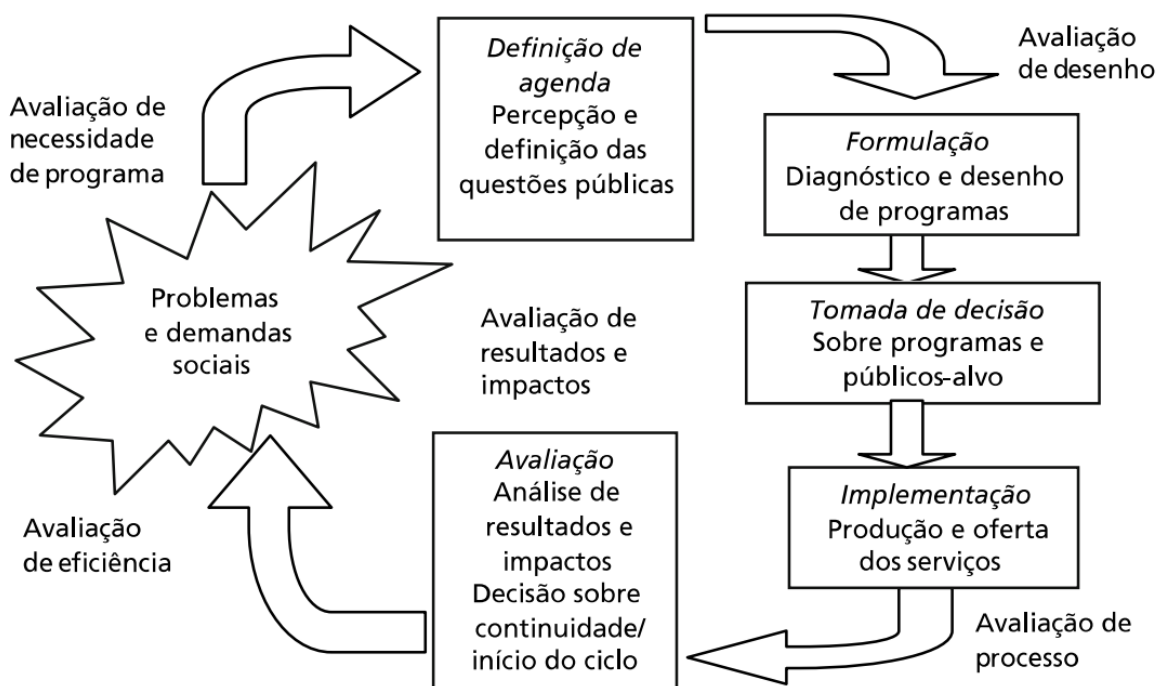 Avaliação de
necessidade
de programa
Definição de
agenda
Percepção e
definição das
questões públicas
Avaliação
de desenho
Formulação
Diagnóstico e desenho
de programas
Problemas
e demandas
sociais
Avaliação de
resultados e
impactos
Tomada de decisão
Sobre programas e
públicos-alvo
Avaliação
de eficiência
Avaliação
Análise de
resultados e
impactos
Decisão sobre
continuidade/
início do ciclo
Implementação
Produção e oferta
dos serviços
Avaliação de
processo